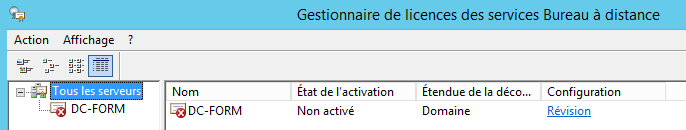 Gestionnaire de licences des services Bureau à distance
Action Affichage ?
Tous les serveurs
DC-FORM
Nom État de l'activation Étendue de la déco... Configuration
DC-FORM Non activé Domaine Révision